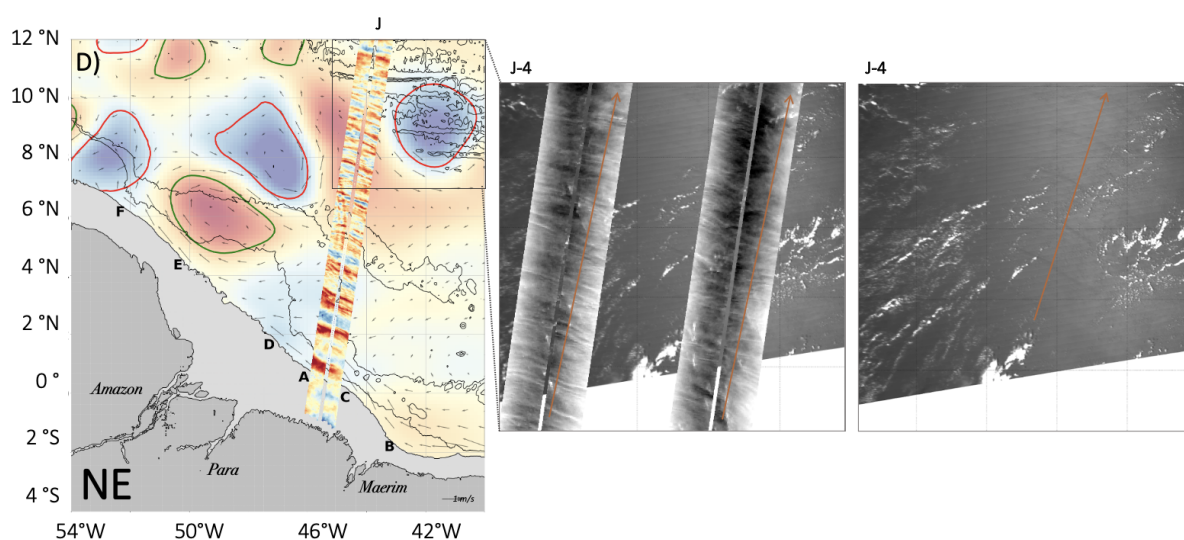 J
12 °N
10 °N
8 °N
6 °N
4 °N
2 °N
0 °
2 °S
4 °S
D)
F
E
D
A
C
B
Amazon
Para
Maerim
NE
1 m/s
54°W
50°W
46°W
42°W
J-4
J-4